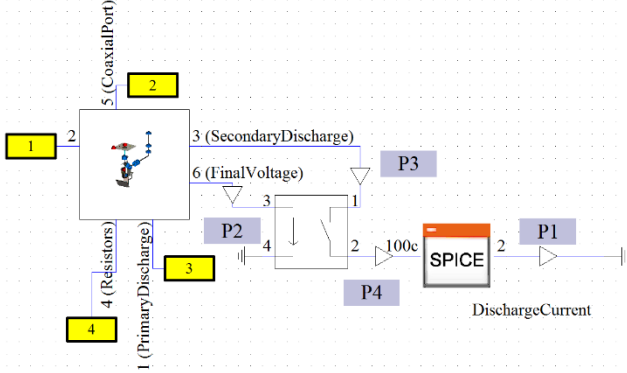 5 (CoaxialPort)
2
1
2
3 (SecondaryDischarge)
P3
6 (FinalVoltage)
3
1
P2
4
2
100c
SPICE
2
P1
4 (Resistors)
1 (PrimaryDischarge)
3
P4
DischargeCurrent
4